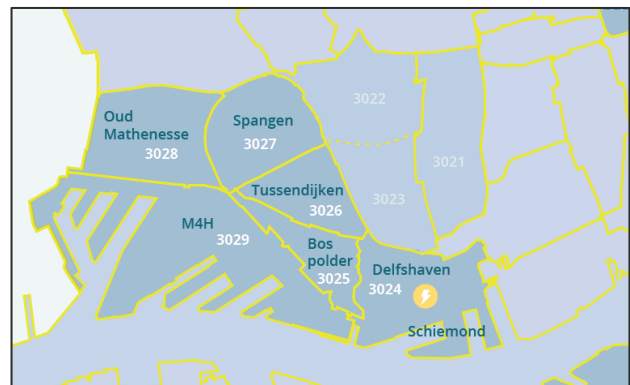 3022
Oud
Mathenesse
3028
Spangen
3027
3021
Tussendijken
3026
3023
M4H
3029
Bos
polder
3025
Delfshaven
3024
Schiemond